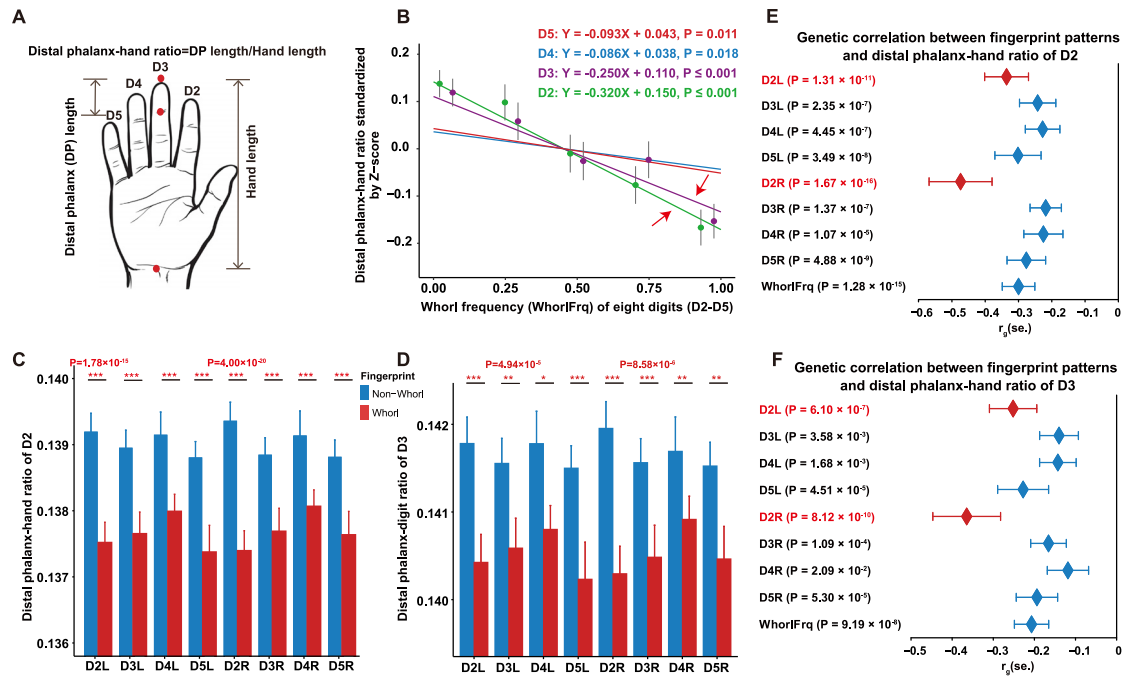 A
Distal phalanx-hand ratio=DP length/Hand length
D3
D4
D2
D5
Distal phalanx (DP) length
Hand length
B
D5: Y = -0.093X + 0.043, P = 0.011
D4: Y = -0.086X + 0.038, P = 0.018
D3: Y = -0.250X + 0.110, P ≤ 0.001
D2: Y = -0.320X + 0.150, P ≤ 0.001
Distal phalanx-hand ratio standardized
by Z-score
0.2
0.1
0.0
−0.1
−0.2
0.00
0.25
0.50
0.75
1.00
Whorl frequency (WhorlFrq) of eight digits (D2-D5)
E
Genetic correlation between fingerprint patterns
and distal phalanx-hand ratio of D2
D2L (P = 1.31 × 10⁻¹¹)
D3L (P = 2.35 × 10⁻⁷)
D4L (P = 4.45 × 10⁻⁷)
D5L (P = 3.49 × 10⁻⁸)
D2R (P = 1.67 × 10⁻¹⁶)
D3R (P = 1.37 × 10⁻⁷)
D4R (P = 1.07 × 10⁻⁵)
D5R (P = 4.88 × 10⁻⁹)
WhorlFrq (P = 1.28 × 10⁻¹⁵)
−0.6
−0.5
−0.4
−0.3
−0.2
−0.1
0
r_g(se.)
C
P=1.78×10⁻¹⁵
P=4.00×10⁻²⁰
*** *** *** *** *** *** *** ***
Distal phalanx-hand ratio of D2
0.140
0.139
0.138
0.137
0.136
D2L D3L D4L D5L D2R D3R D4R D5R
Fingerprint
Non−Whorl
Whorl
D
P=4.94×10⁻⁵
P=8.58×10⁻⁶
*** ** * *** *** *** ** **
Distal phalanx-digit ratio of D3
0.142
0.141
0.140
D2L D3L D4L D5L D2R D3R D4R D5R
F
Genetic correlation between fingerprint patterns
and distal phalanx-hand ratio of D3
D2L (P = 6.10 × 10⁻⁷)
D3L (P = 3.58 × 10⁻³)
D4L (P = 1.68 × 10⁻³)
D5L (P = 4.51 × 10⁻⁵)
D2R (P = 8.12 × 10⁻¹⁰)
D3R (P = 1.09 × 10⁻⁴)
D4R (P = 2.09 × 10⁻²)
D5R (P = 5.30 × 10⁻⁵)
WhorlFrq (P = 9.19 × 10⁻⁸)
−0.6
−0.5
−0.4
−0.3
−0.2
−0.1
0
r_g(se.)